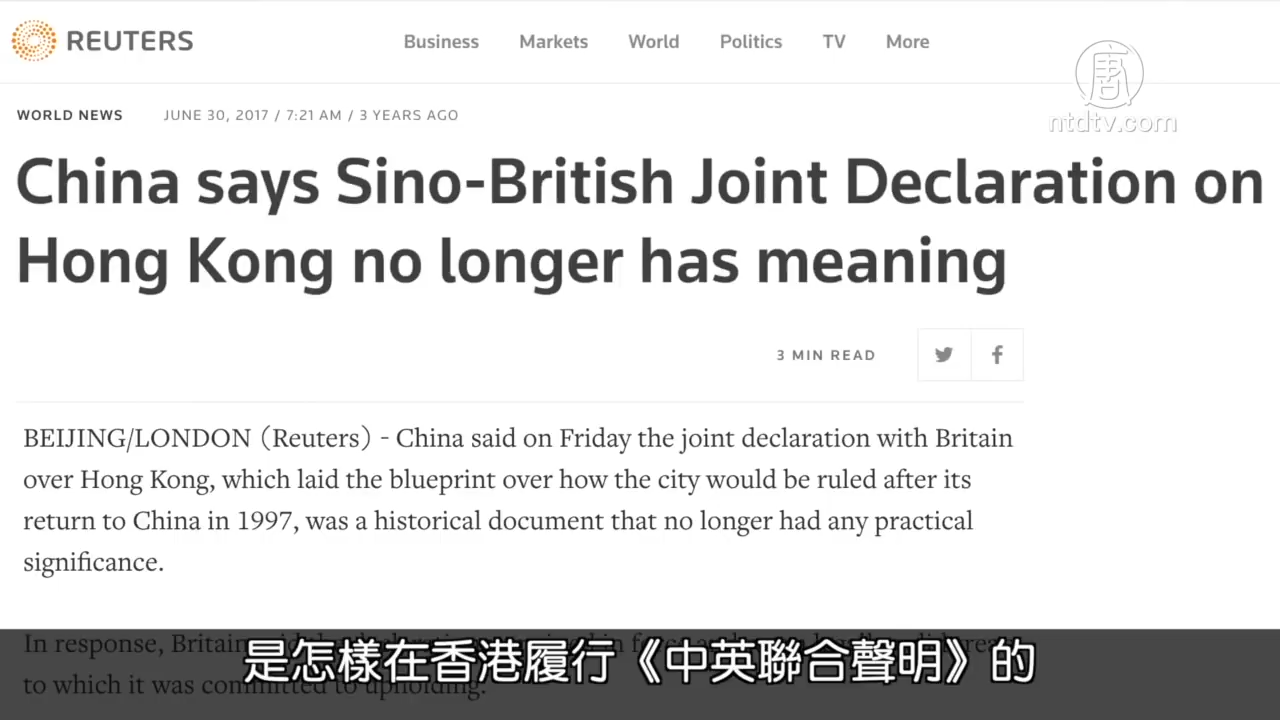 REUTERS
Business Markets World Politics TV More
唐
ntdtv.com
WORLD NEWS JUNE 30, 2017 / 7:21 AM / 3 YEARS AGO
China says Sino-British Joint Declaration on
Hong Kong no longer has meaning
3 MIN READ
BEIJING/LONDON (Reuters) - China said on Friday the joint declaration with Britain
over Hong Kong, which laid the blueprint over how the city would be ruled after its
return to China in 1997, was a historical document that no longer had any practical
significance.
In response, Britain
to which it was committed to upholding.
是怎樣在香港履行《中英聯合聲明》的